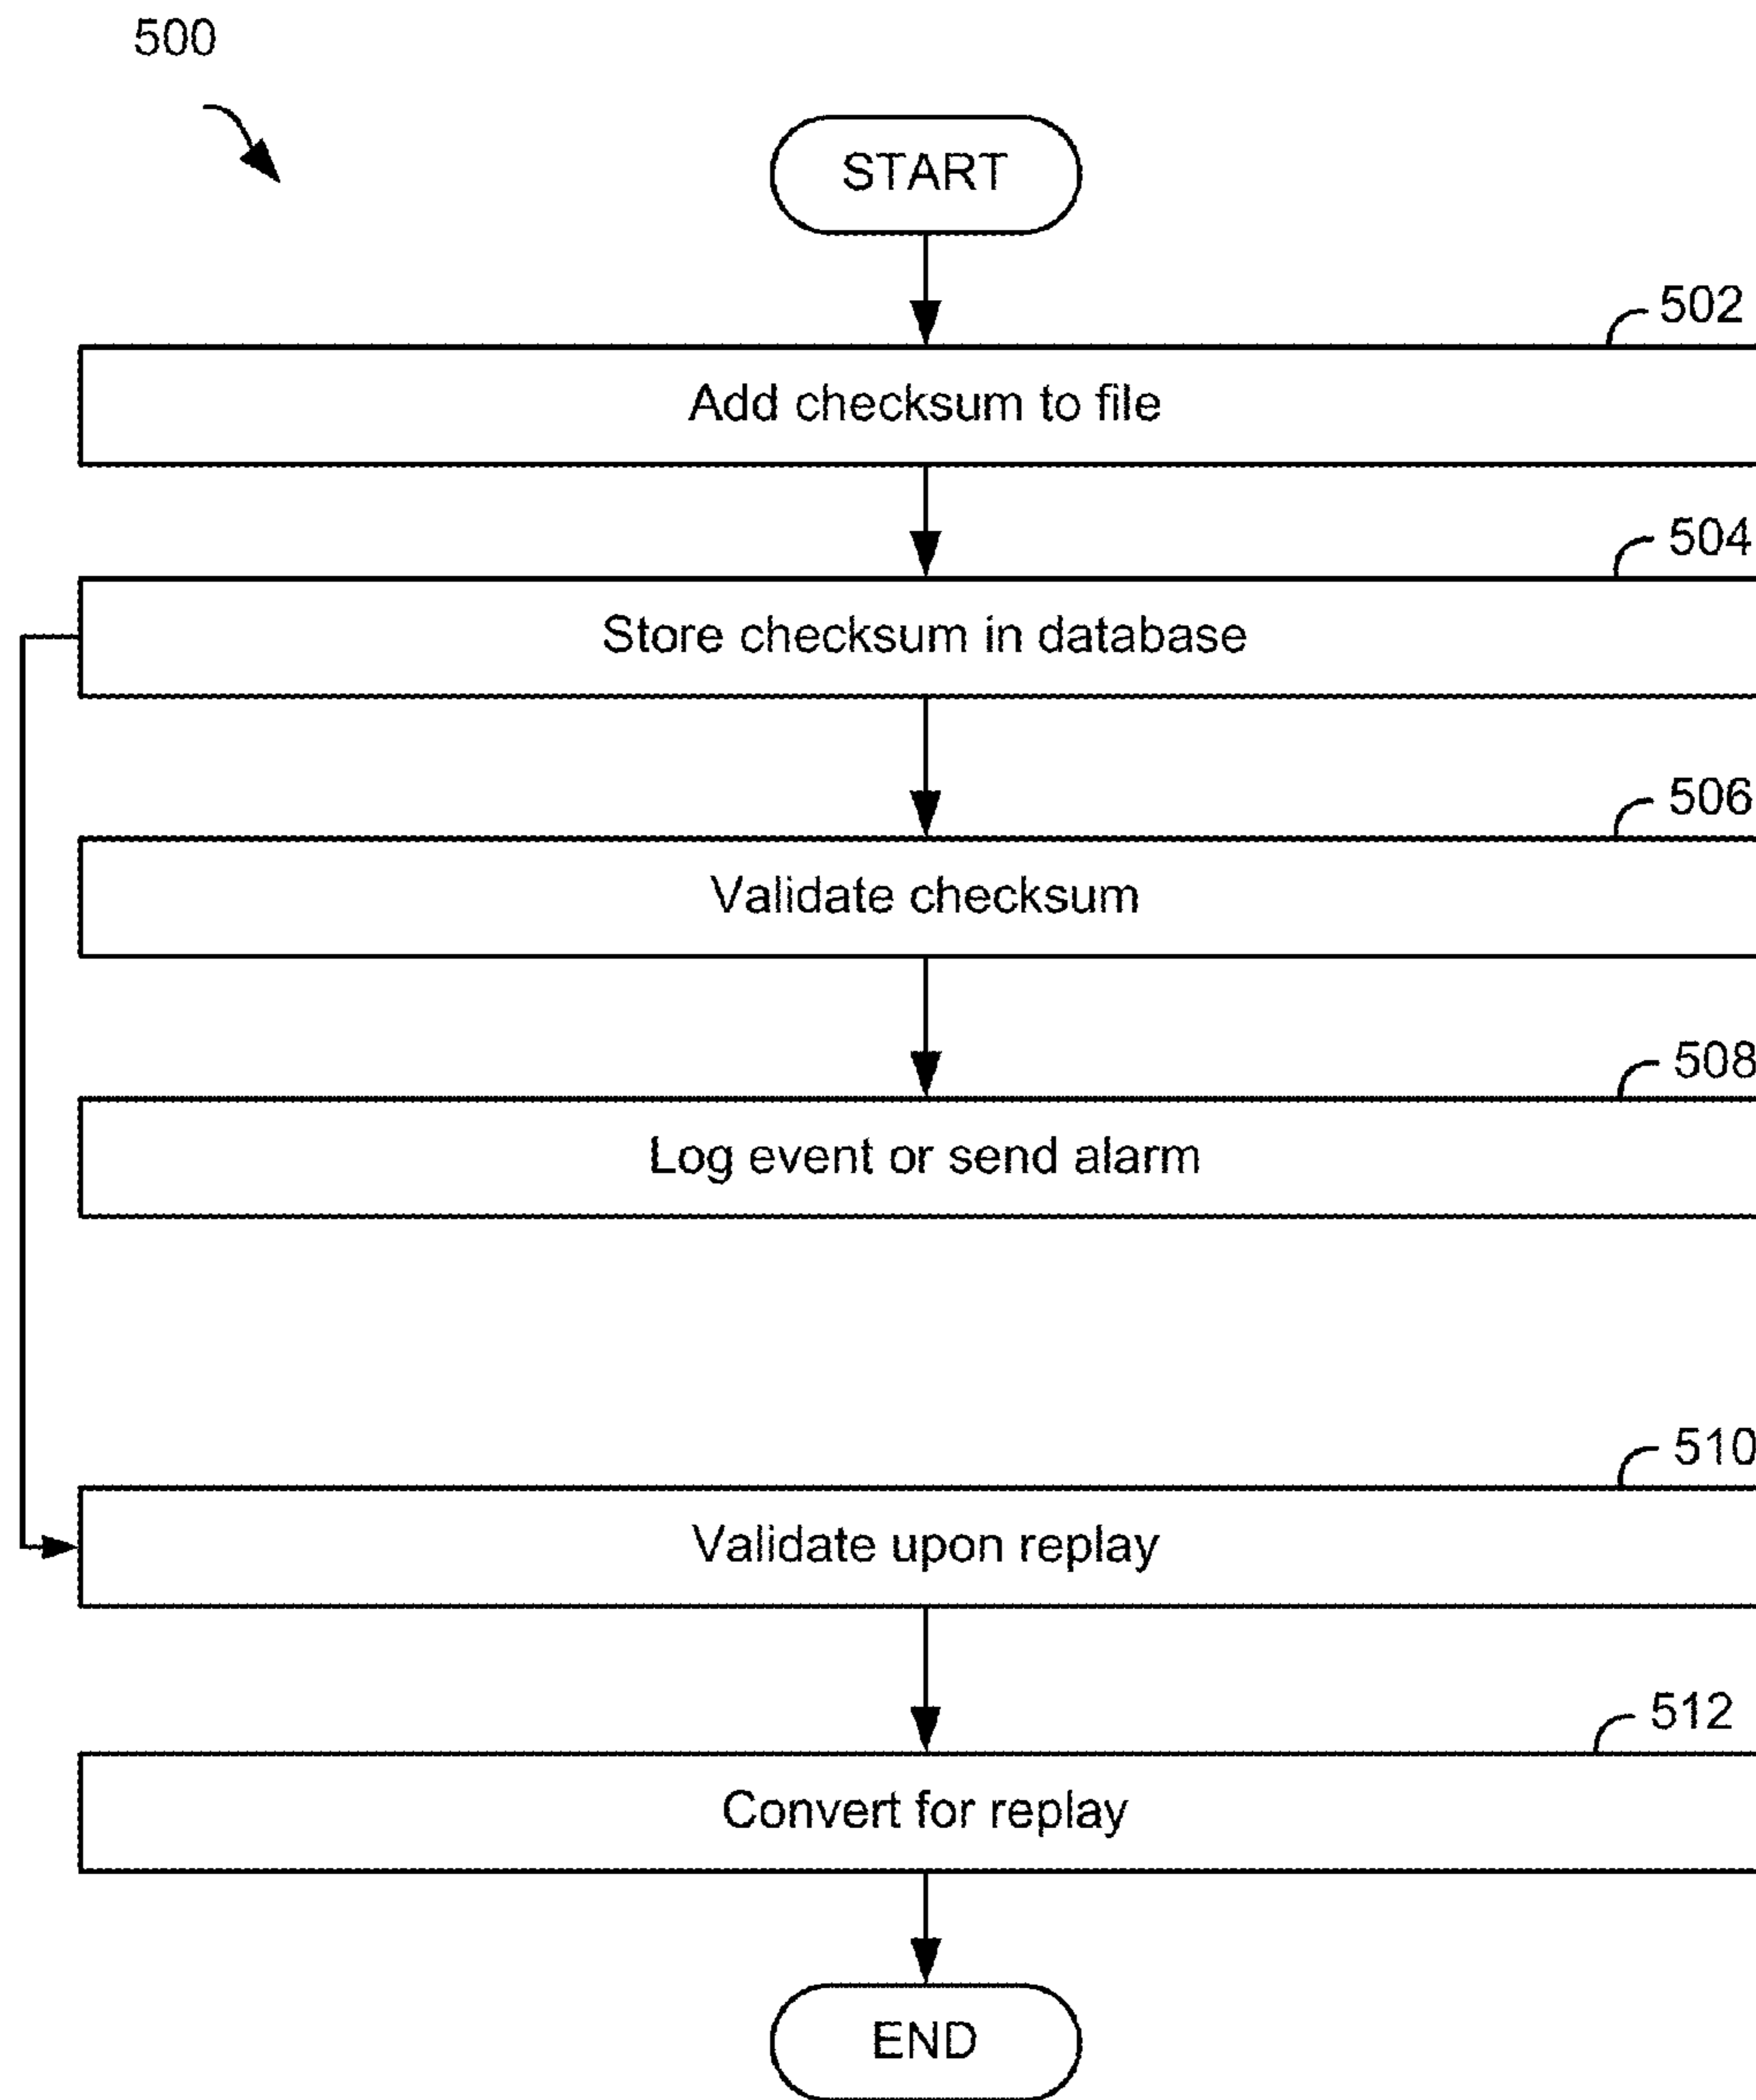 500
START
502
Add checksum to file
504
Store checksum in database
506
Validate checksum
508
Log event or send alarm
510
Validate upon replay
512
Convert for replay
END